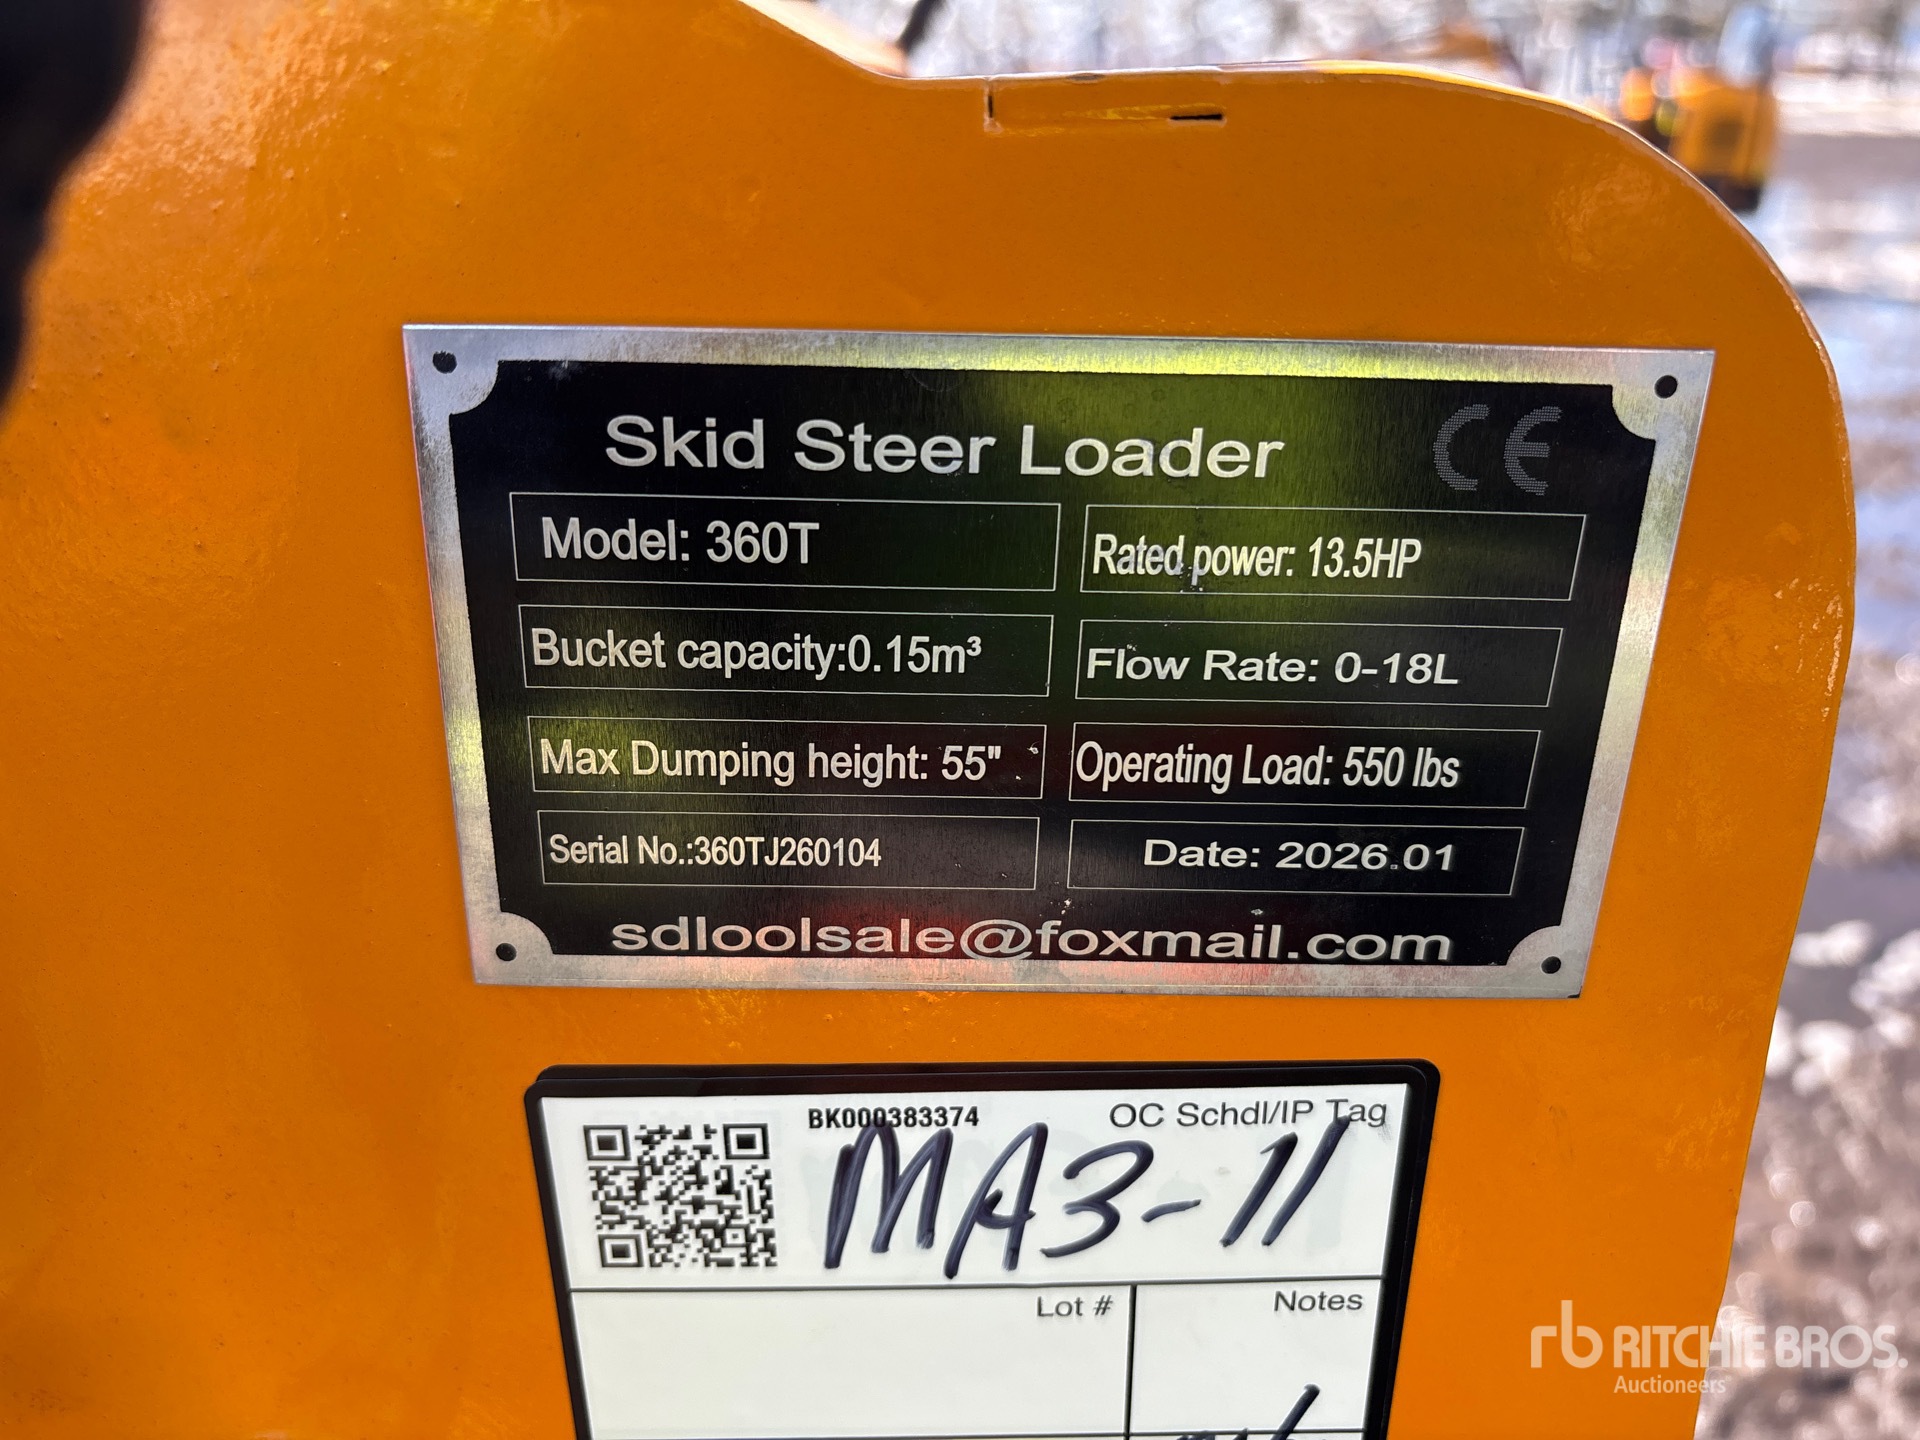 Skid Steer Loader CE
Model: 360T
Rated power: 13.5HP
Bucket capacity:0.15m³
Flow Rate: 0-18L
Max Dumping height: 55"
Operating Load: 550 lbs
Serial No.:360TJ260104
Date: 2026.01
sdloolsale@foxmail.com
BK000383374
OC Schdl/IP Tag
MA3-11
Lot #
Notes
rb RITCHIE BROS.
Auctioneers